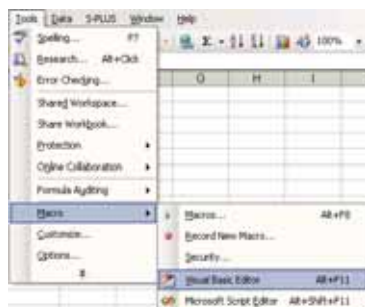 Tools Data S-PLUS Window Help
Spelling... F7
Research... Alt+Click
Error Checking...
Shared Workspace...
Share Workbook...
Protection
Online Collaboration
Formula Auditing
Macro
Customize...
Options...
100%
G H I
Macros... Alt+F8
Record New Macro...
Security...
Visual Basic Editor Alt+F11
Microsoft Script Editor Alt+Shift+F11